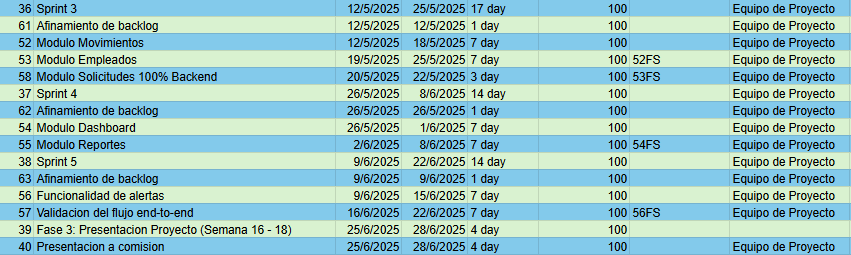 36 Sprint 3 12/5/2025 25/6/2025 17 day 100 Equipo de Proyecto
61 Afinamiento de backlog 12/5/2025 12/5/2025 1 day 100 Equipo de Proyecto
52 Modulo Movimientos 12/5/2025 18/5/2025 7 day 100 Equipo de Proyecto
53 Modulo Empleados 19/5/2025 25/5/2025 7 day 100 52FS Equipo de Proyecto
58 Modulo Solicitudes 100% Backend 20/5/2025 22/5/2025 3 day 100 53FS Equipo de Proyecto
37 Sprint 4 26/5/2025 8/6/2025 14 day 100 Equipo de Proyecto
62 Afinamiento de backlog 26/5/2025 26/5/2025 1 day 100 Equipo de Proyecto
54 Modulo Dashboard 26/5/2025 1/6/2025 7 day 100 Equipo de Proyecto
55 Modulo Reportes 2/6/2025 8/6/2025 7 day 100 54FS Equipo de Proyecto
38 Sprint 5 9/6/2025 22/6/2025 14 day 100 Equipo de Proyecto
63 Afinamiento de backlog 9/6/2025 9/6/2025 1 day 100 Equipo de Proyecto
56 Funcionalidad de alertas 9/6/2025 15/6/2025 7 day 100 Equipo de Proyecto
57 Validacion del flujo end-to-end 16/6/2025 22/6/2025 7 day 100 56FS Equipo de Proyecto
39 Fase 3: Presentacion Proyecto (Semana 16 - 18) 25/6/2025 28/6/2025 4 day 100
40 Presentacion a comision 25/6/2025 28/6/2025 4 day 100 Equipo de Proyecto